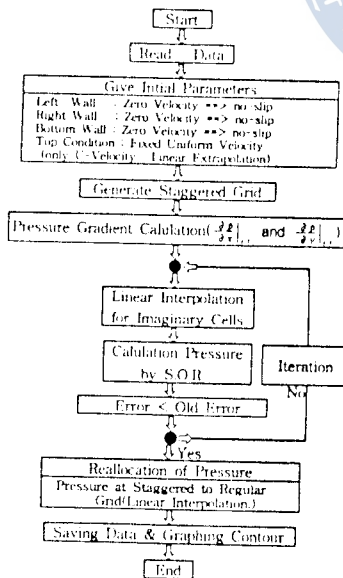 Start
Read Data
Give Intial Parameters
Left Wall : Zero Velocity ==> no-slip
Right Wall : Zero Velocity ==> no-slip
Bottom Wall : Zero Velocity ==> no-slip
Top Condition : Fixed Uniform Velocity
(only U-Velocity Linear Extrapolation)
Generate Staggered Grid
Pressure Gradient Calulation( ∂p/∂x|i,j and ∂p/∂y|i,j )
Linear Interpolation
for Imaginary Cells
Calulation Pressure
by S.O.R
Iteration
No
Error < Old Error
Yes
Reallocation of Pressure
Pressure at Staggered to Regular
Grid(Linear Interpolation.)
Saving Data & Graphing Contour
End